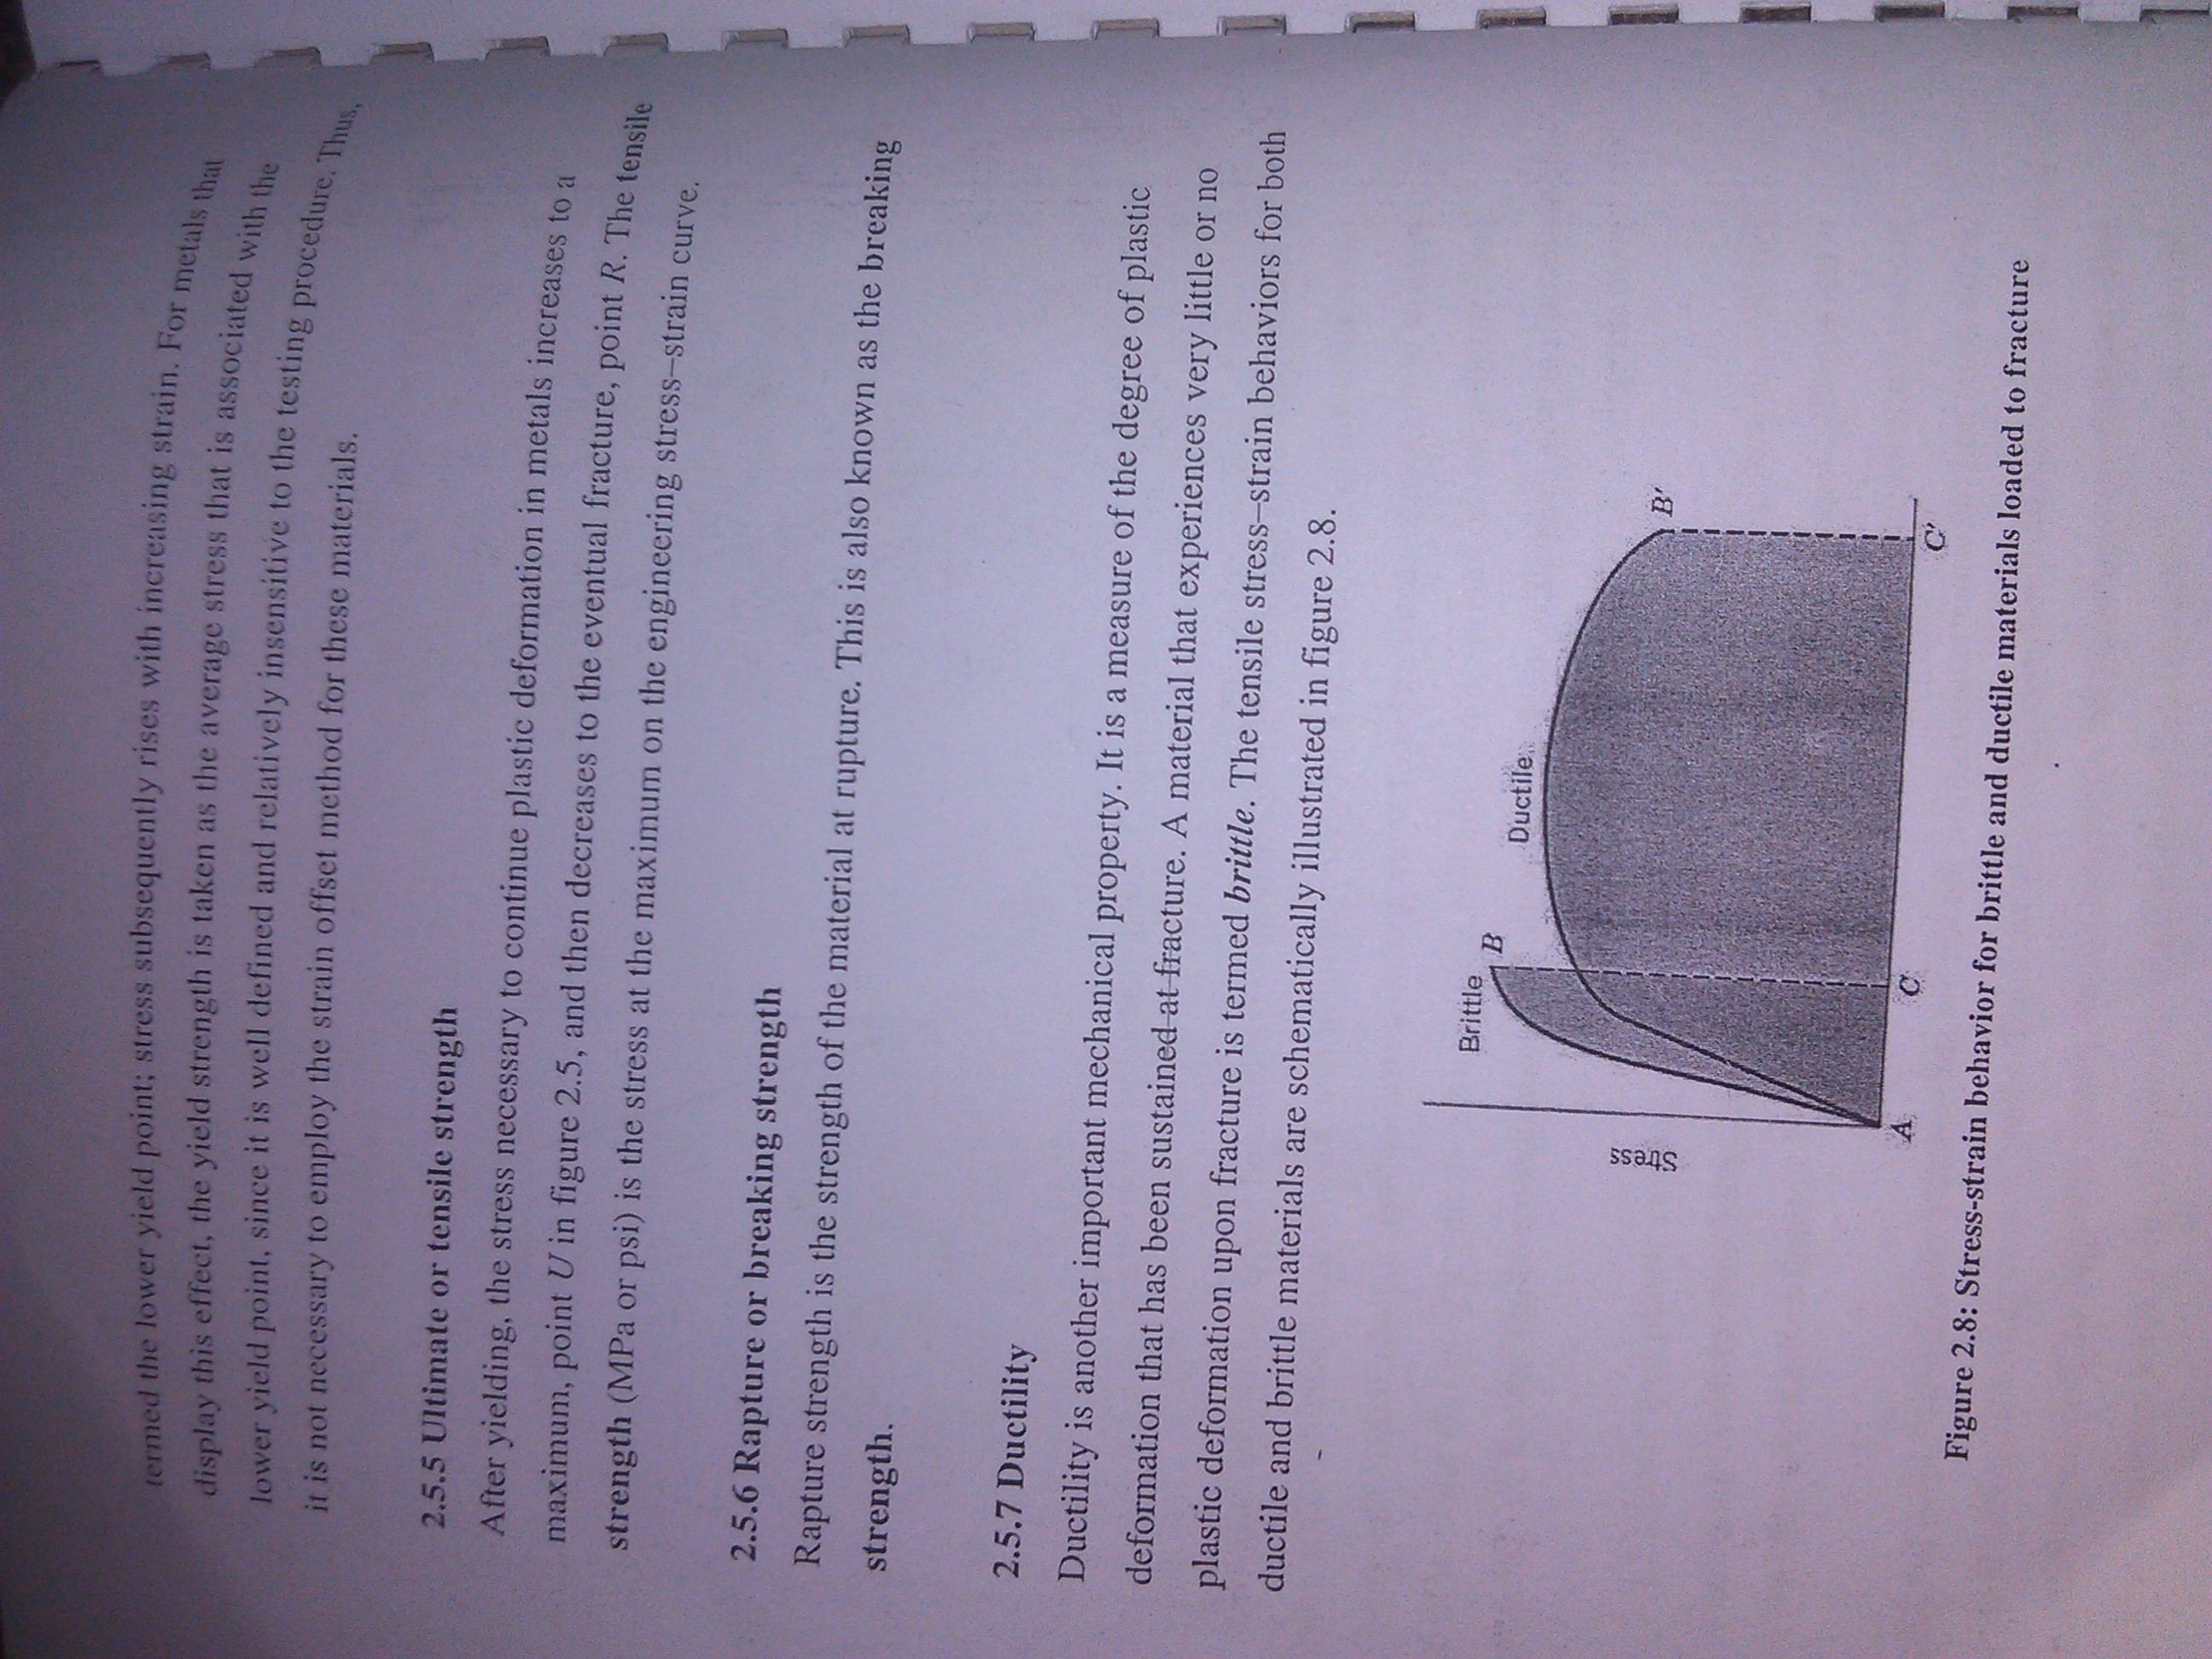 termed the lower yield point; stress subsequently rises with increasing strain. For metals that
display this effect, the yield strength is taken as the average stress that is associated with the
lower yield point, since it is well defined and relatively insensitive to the testing procedure. Thus,
it is not necessary to employ the strain offset method for these materials.
2.5.5 Ultimate or tensile strength
After yielding, the stress necessary to continue plastic deformation in metals increases to a
maximum, point U in figure 2.5, and then decreases to the eventual fracture, point R. The tensile
strength (MPa or psi) is the stress at the maximum on the engineering stress–strain curve.
2.5.6 Rapture or breaking strength
Rapture strength is the strength of the material at rupture. This is also known as the breaking
strength.
2.5.7 Ductility
Ductility is another important mechanical property. It is a measure of the degree of plastic
deformation that has been sustained at fracture. A material that experiences very little or no
plastic deformation upon fracture is termed brittle. The tensile stress–strain behaviors for both
ductile and brittle materials are schematically illustrated in figure 2.8.
Brittle
B
Ductile
B'
Stress
A
C
C'
Figure 2.8: Stress-strain behavior for brittle and ductile materials loaded to fracture